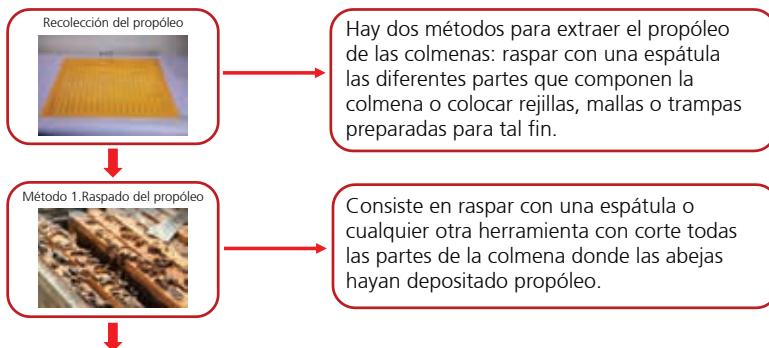 Recolección del propóleo
Hay dos métodos para extraer el propóleo
de las colmenas: raspar con una espátula
las diferentes partes que componen la
colmena o colocar rejillas, mallas o trampas
preparadas para tal fin.
Método 1.Raspado del propóleo
Consiste en raspar con una espátula o
cualquier otra herramienta con corte todas
las partes de la colmena donde las abejas
hayan depositado propóleo.